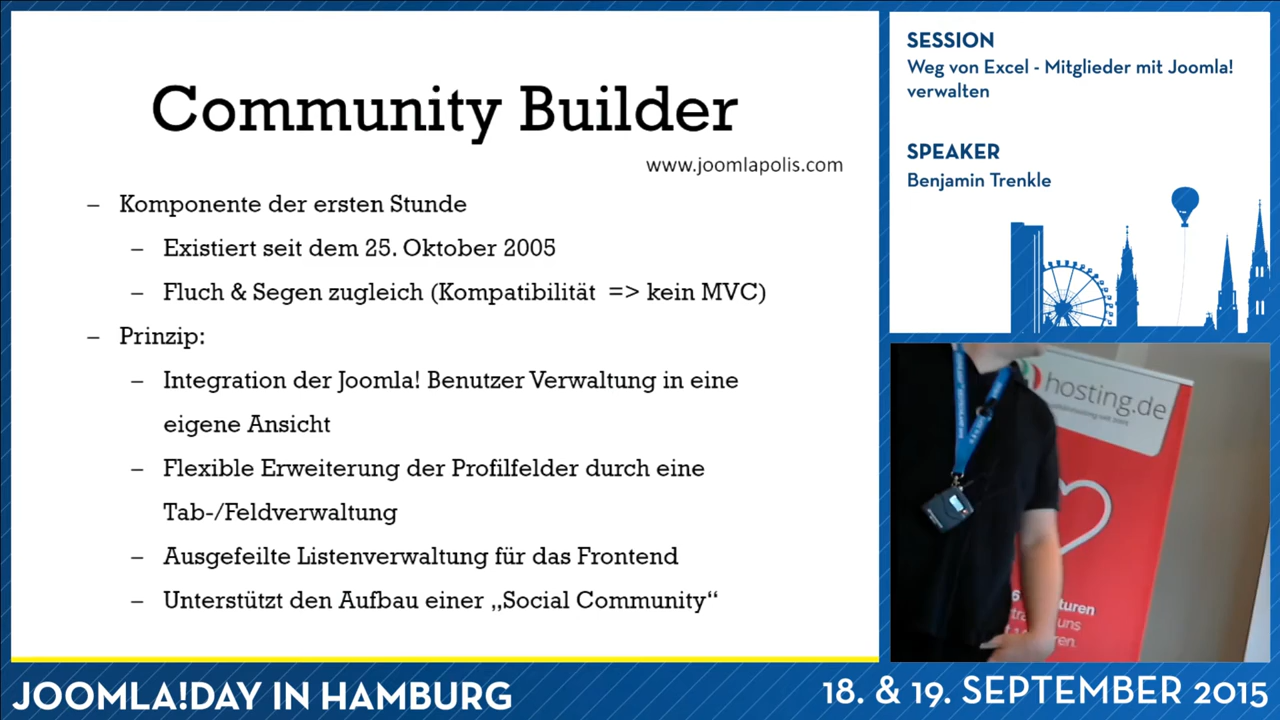 Community Builder
www.joomlapolis.com
– Komponente der ersten Stunde
– Existiert seit dem 25. Oktober 2005
– Fluch & Segen zugleich (Kompatibilität => kein MVC)
– Prinzip:
– Integration der Joomla! Benutzer Verwaltung in eine
eigene Ansicht
– Flexible Erweiterung der Profilfelder durch eine
Tab-/Feldverwaltung
– Ausgefeilte Listenverwaltung für das Frontend
– Unterstützt den Aufbau einer „Social Community“
SESSION
Weg von Excel - Mitglieder mit Joomla!
verwalten
SPEAKER
Benjamin Trenkle
hosting.de
JOOMLA!DAY IN HAMBURG
18. & 19. SEPTEMBER 2015